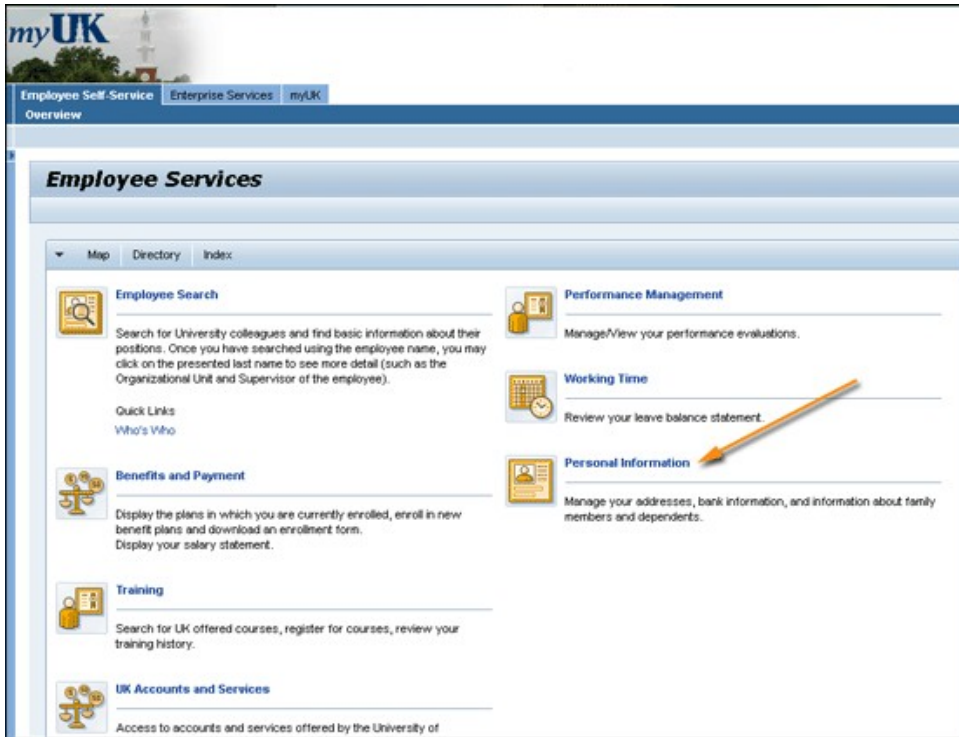 myUK
Employee Self-Service Enterprise Services myUK
Overview
Employee Services
Map Directory Index
Employee Search
Search for University colleagues and find basic information about their
positions. Once you have searched using the employee name, you may
click on the presented last name to see more detail (such as the
Organizational Unit and Supervisor of the employee).
Quick Links
Who's Who
Benefits and Payment
Display the plans in which you are currently enrolled, enroll in new
benefit plans and download an enrollment form.
Display your salary statement.
Training
Search for UK offered courses, register for courses, review your
training history.
UK Accounts and Services
Access to accounts and services offered by the University of
Performance Management
Manage/View your performance evaluations.
Working Time
Review your leave balance statement.
Personal Information
Manage your addresses, bank information, and information about family
members and dependents.